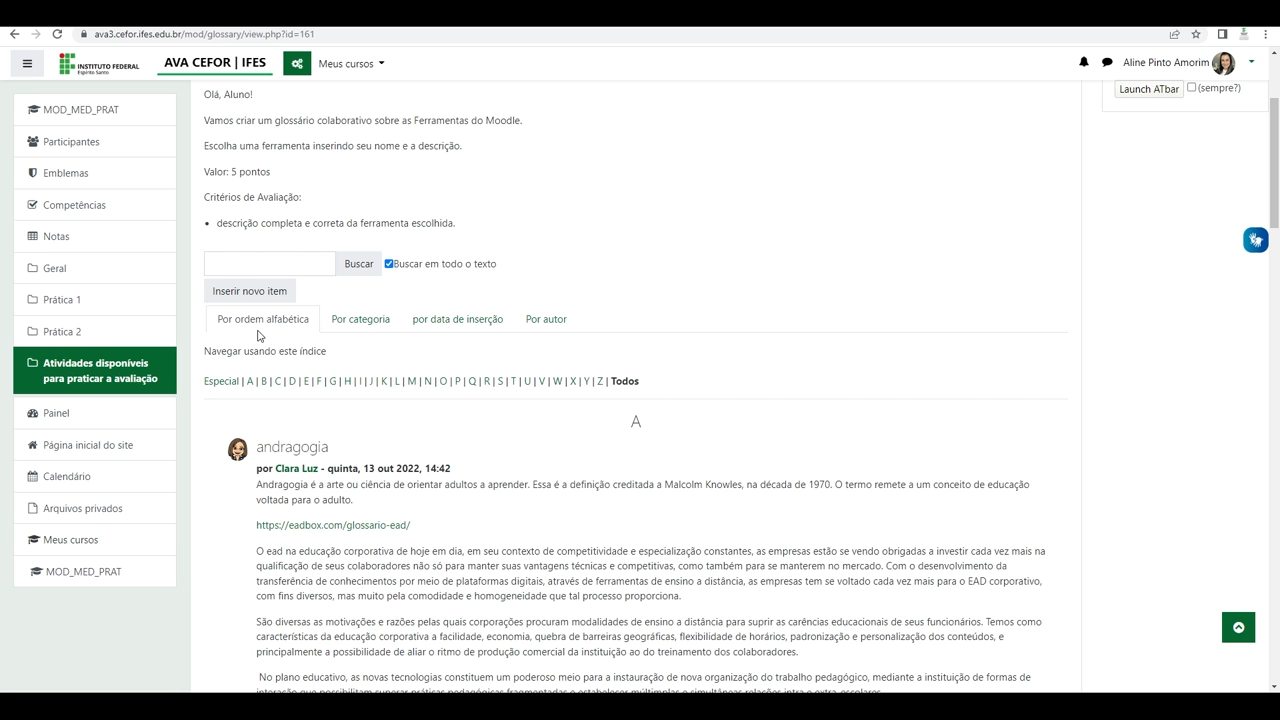 ava3.cefor.ifes.edu.br/mod/glossary/view.php?id=161
INSTITUTO FEDERAL
Espírito Santo
AVA CEFOR | IFES
Meus cursos
Aline Pinto Amorim
MOD_MED_PRAT
Participantes
Emblemas
Competências
Notas
Geral
Prática 1
Prática 2
Atividades disponíveis
para praticar a avaliação
Painel
Página inicial do site
Calendário
Arquivos privados
Meus cursos
MOD_MED_PRAT
Olá, Aluno!
Vamos criar um glossário colaborativo sobre as Ferramentas do Moodle.
Escolha uma ferramenta inserindo seu nome e a descrição.
Valor: 5 pontos
Critérios de Avaliação:
• descrição completa e correta da ferramenta escolhida.
Buscar Buscar em todo o texto
Inserir novo item
Por ordem alfabética Por categoria por data de inserção Por autor
Navegar usando este índice
Especial | A | B | C | D | E | F | G | H | I | J | K | L | M | N | O | P | Q | R | S | T | U | V | W | X | Y | Z | Todos
A
andragogia
por Clara Luz - quinta, 13 out 2022, 14:42
Andragogia é a arte ou ciência de orientar adultos a aprender. Essa é a definição creditada a Malcolm Knowles, na década de 1970. O termo remete a um conceito de educação
voltada para o adulto.
https://eadbox.com/glossario-ead/
O ead na educação corporativa de hoje em dia, em seu contexto de competitividade e especialização constantes, as empresas estão se vendo obrigadas a investir cada vez mais na
qualificação de seus colaboradores não só para manter suas vantagens técnicas e competitivas, como também para se manterem no mercado. Com o desenvolvimento da
transferência de conhecimentos por meio de plataformas digitais, através de ferramentas de ensino a distância, as empresas tem se voltado cada vez mais para o EAD corporativo,
com fins diversos, mas muito pela comodidade e homogeneidade que tal processo proporciona.
São diversas as motivações e razões pelas quais corporações procuram modalidades de ensino a distância para suprir as carências educacionais de seus funcionários. Temos como
características da educação corporativa a facilidade, economia, quebra de barreiras geográficas, flexibilidade de horários, padronização e personalização dos conteúdos, e
principalmente a possibilidade de aliar o ritmo de produção comercial da instituição ao do treinamento dos colaboradores.
No plano educativo, as novas tecnologias constituem um poderoso meio para a instauração de nova organização do trabalho pedagógico, mediante a instituição de formas de
interação que possibilitam superar práticas pedagógicas fragmentadas e estabelecer múltiplas e simultâneas relações intra e extra-escolares.
Launch ATbar (sempre?)